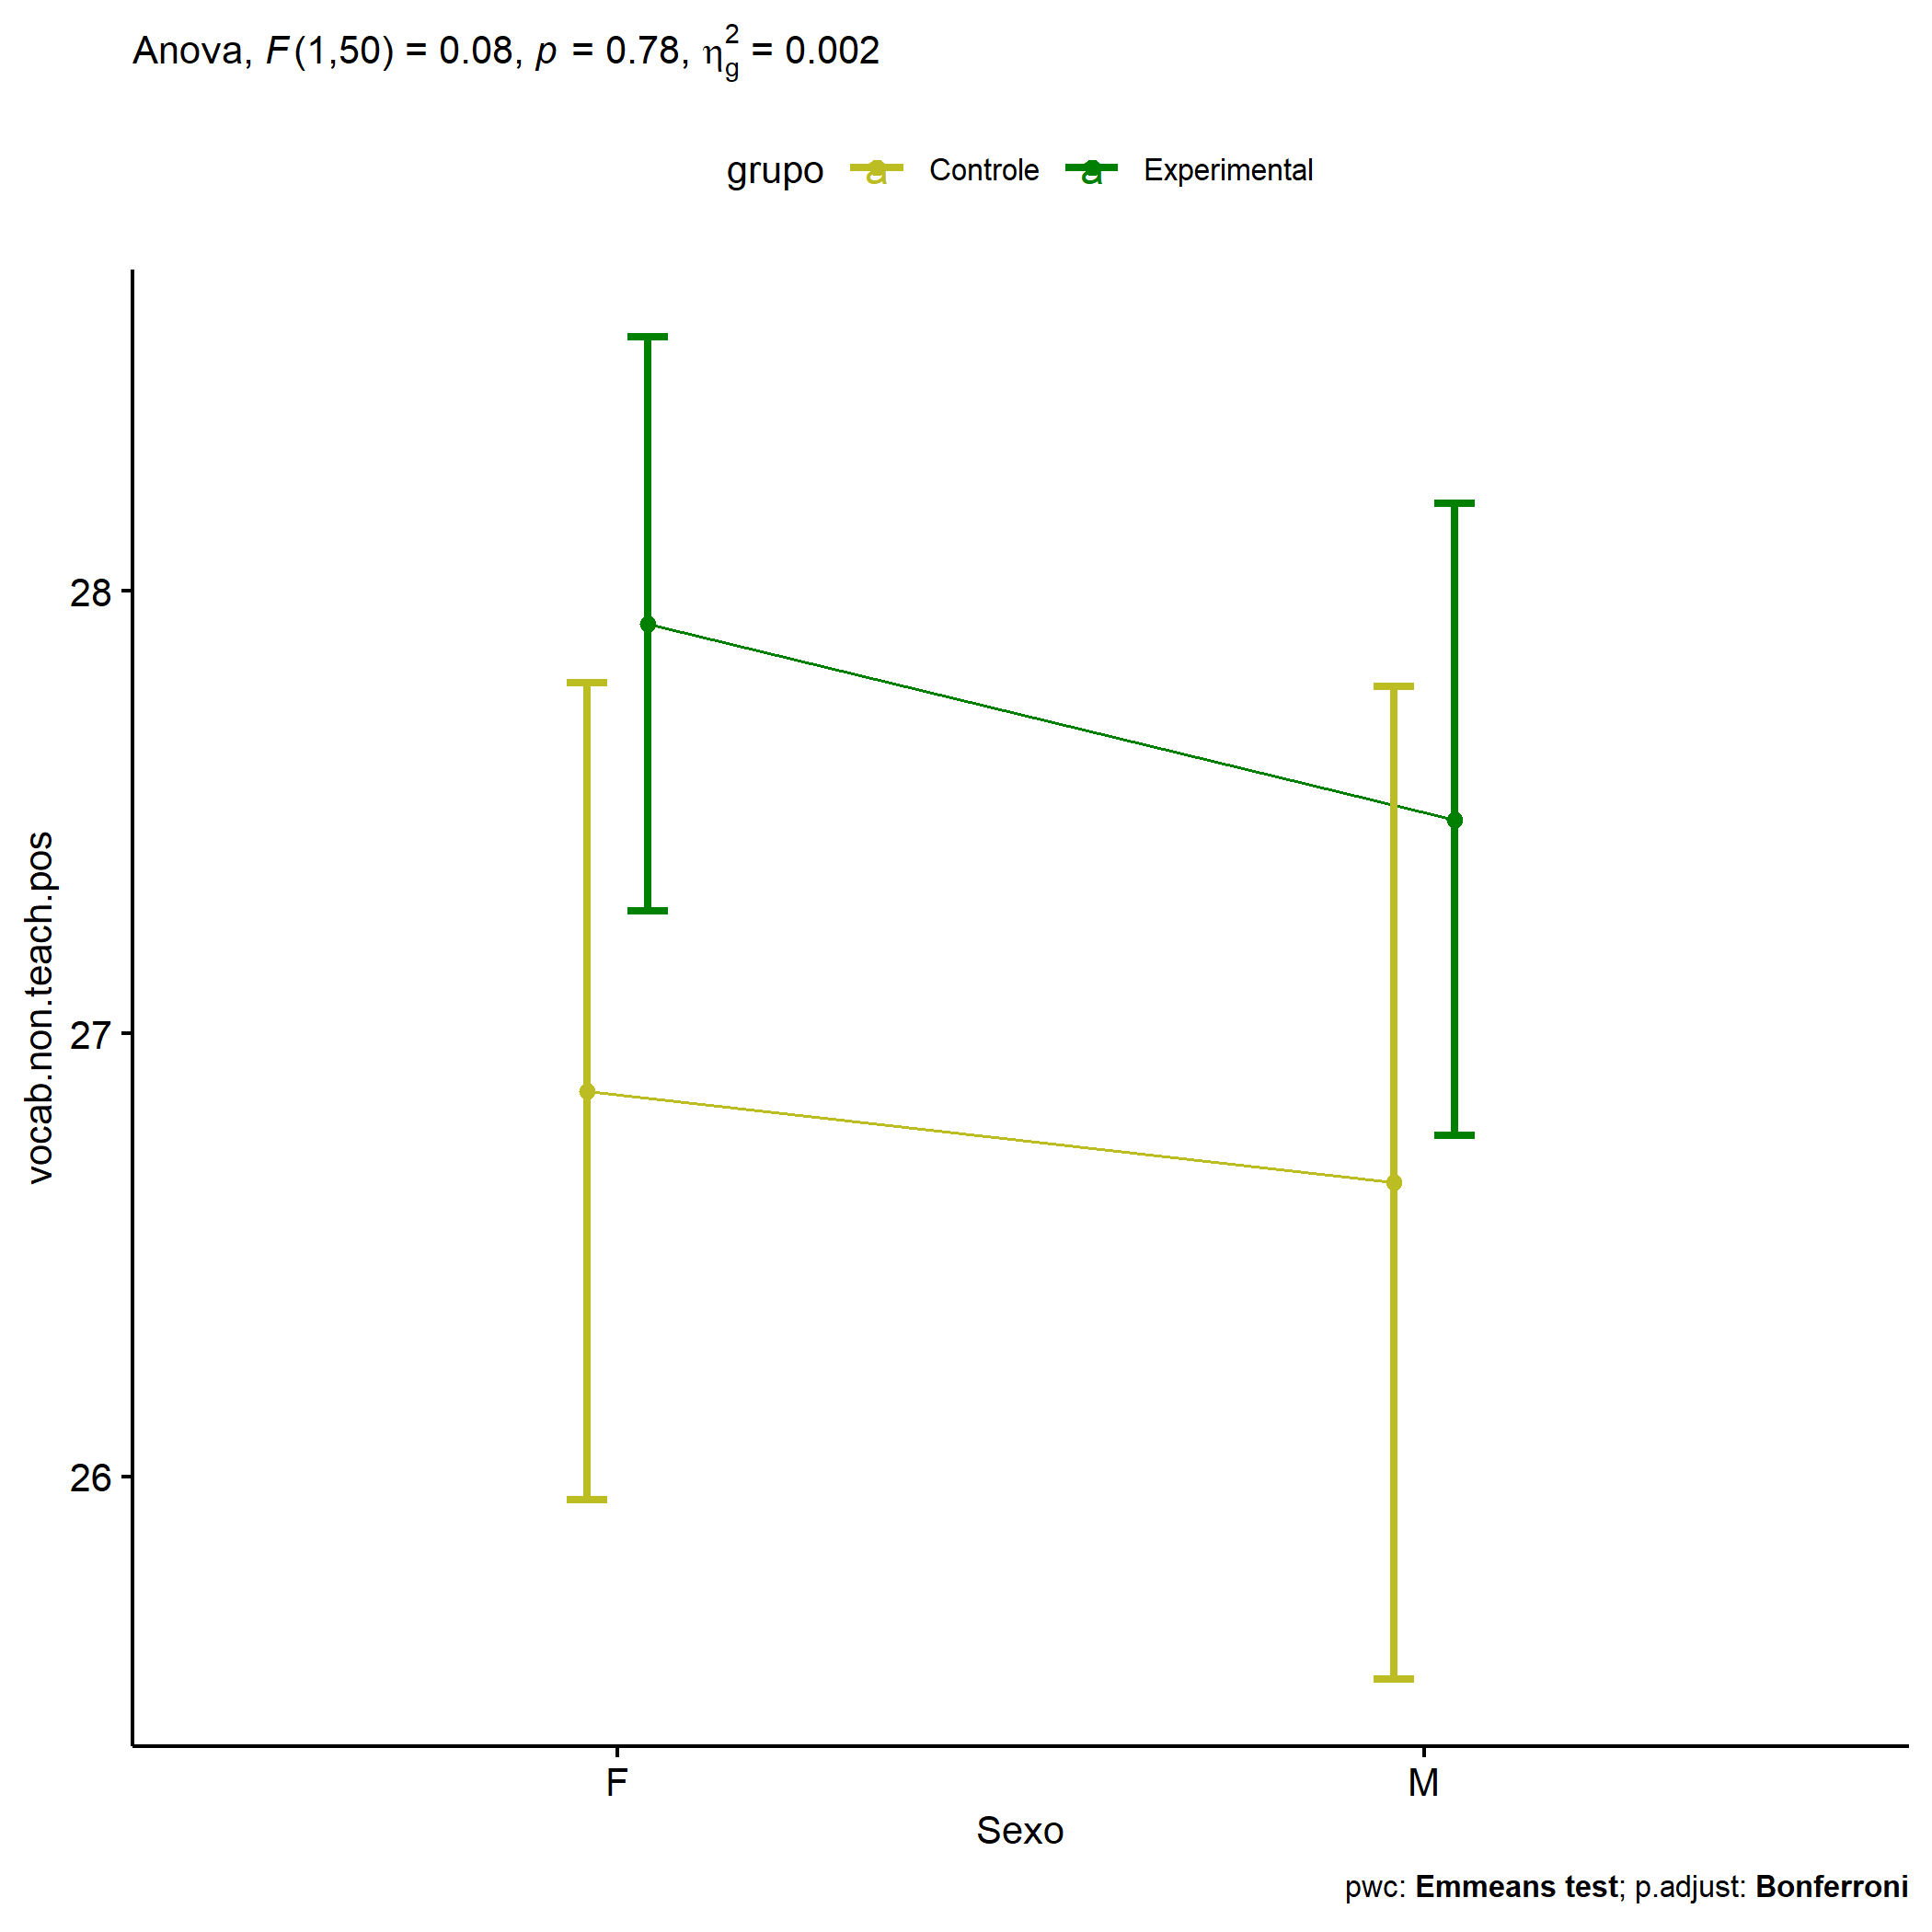 Anova, F(1,50) = 0.08, p = 0.78, η²g = 0.002
grupo a Controle a Experimental
vocab.non.teach.pos
28
27
26
F M
Sexo
pwc: Emmeans test; p.adjust: Bonferroni